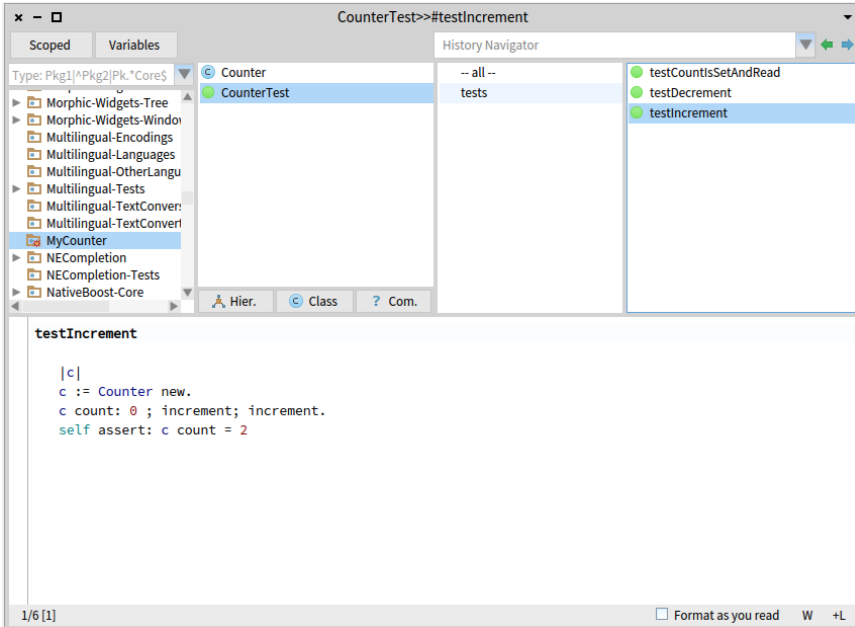 CounterTest>>#testIncrement
Scoped
Variables
History Navigator
Type: Pkg1|^Pkg2|Pk.*Core$
Morphic-Widgets-Tree
Morphic-Widgets-Window
Multilingual-Encodings
Multilingual-Languages
Multilingual-OtherLangu
Multilingual-Tests
Multilingual-TextConvers
Multilingual-TextConvert
MyCounter
NECompletion
NECompletion-Tests
NativeBoost-Core
C Counter
CounterTest
Hier.
C Class
? Com.
-- all --
tests
testCountIsSetAndRead
testDecrement
testIncrement
testIncrement
|c|
c := Counter new.
c count: 0 ; increment; increment.
self assert: c count = 2
1/6 [1]
Format as you read
W
+L